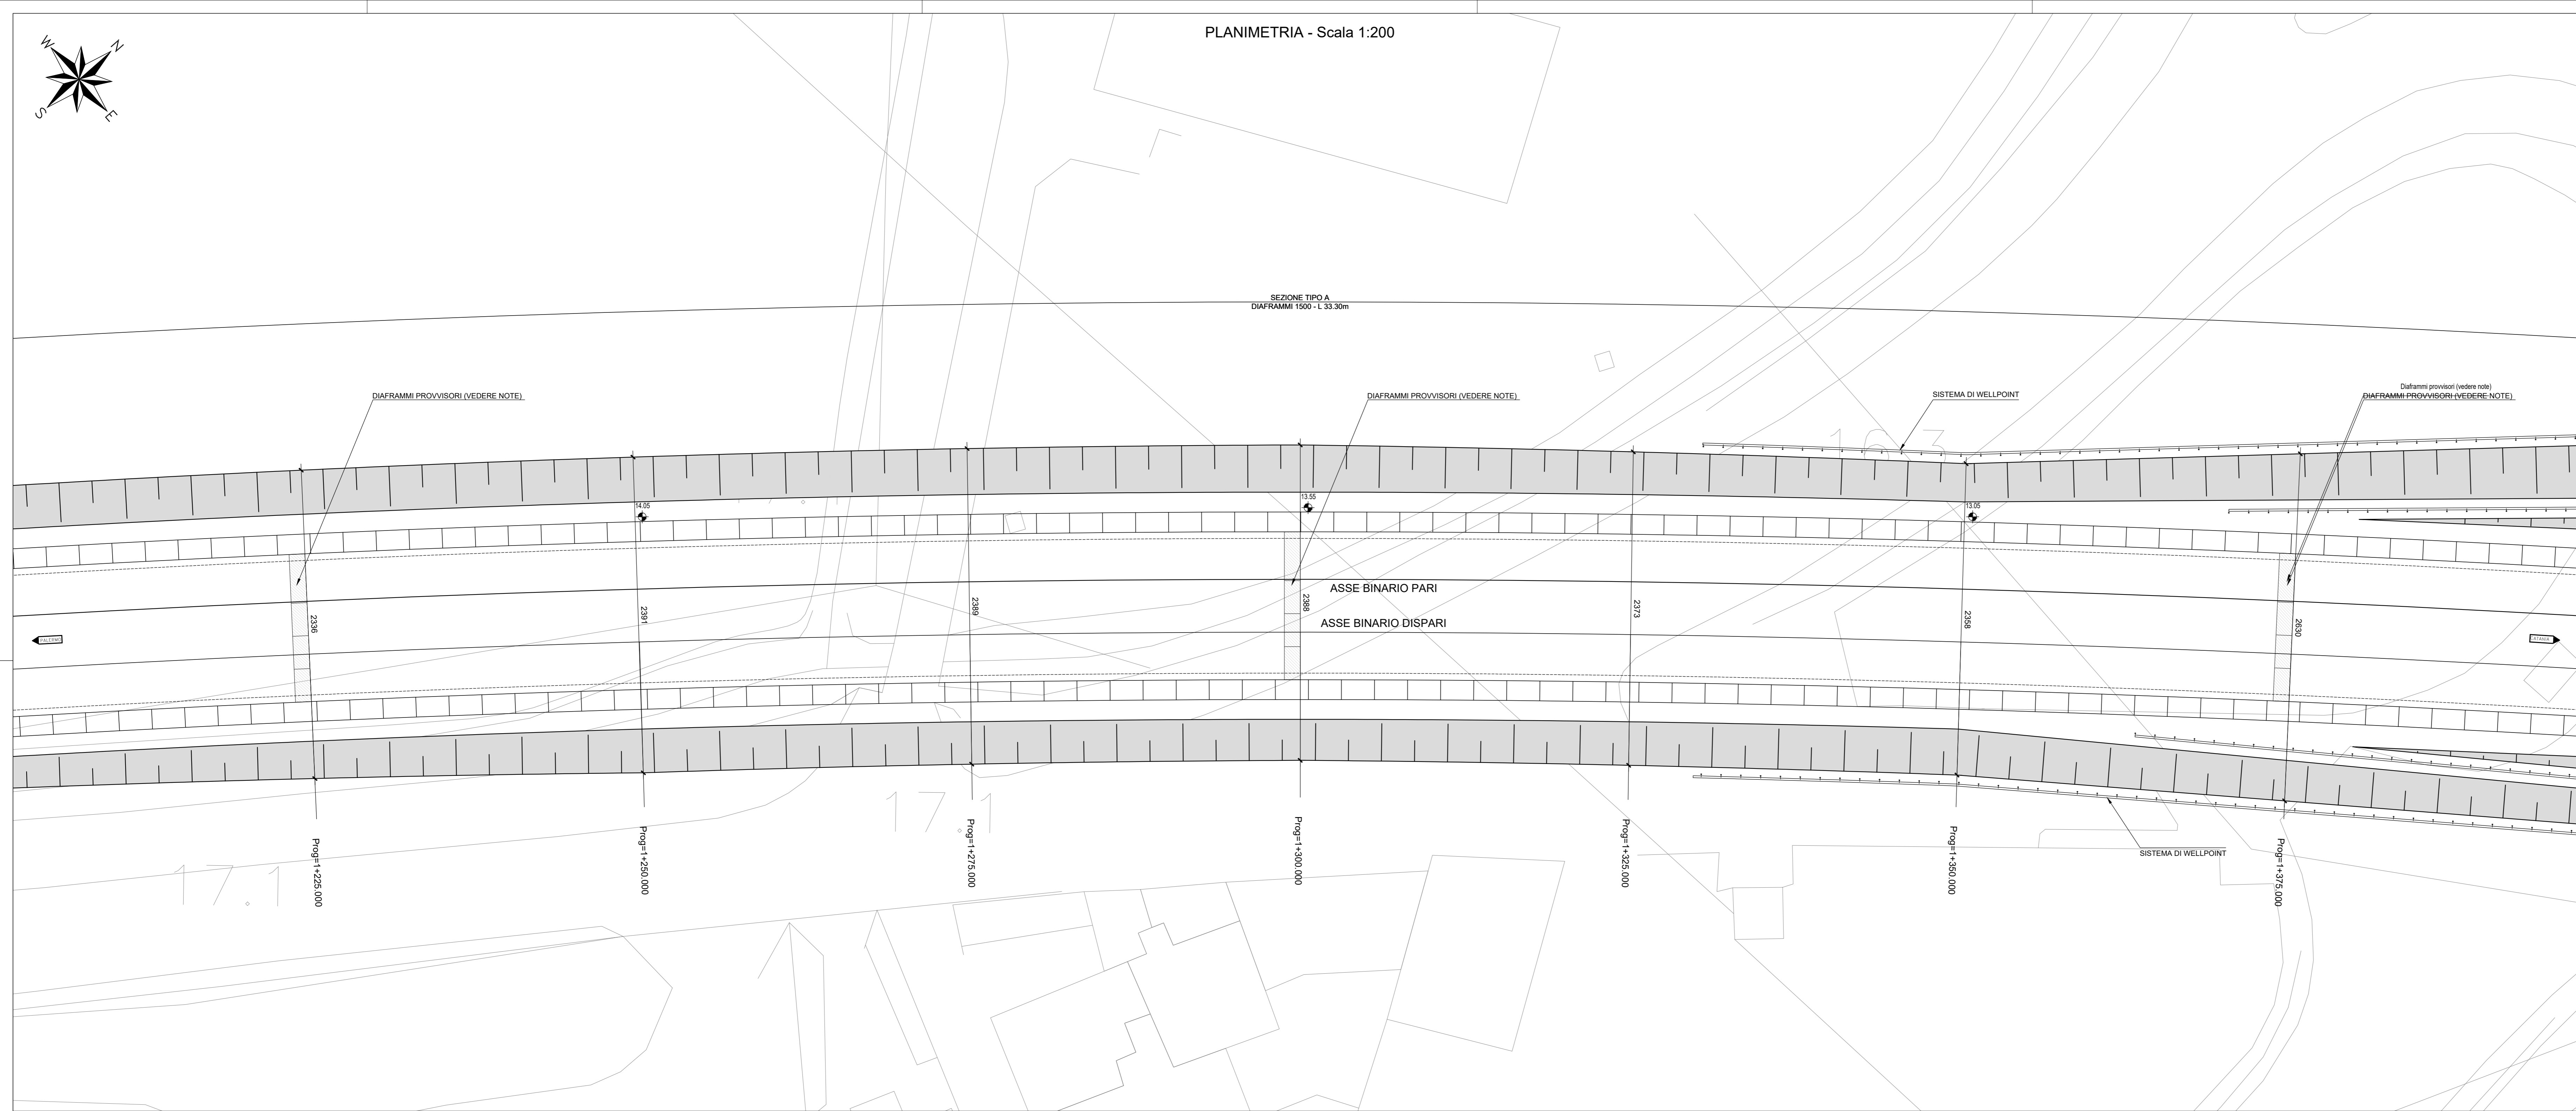 PLANIMETRIA - Scala 1:200
W
N
S
E
SEZIONE TIPO A
DIAFRAMMI 1500 - L 33.30m
DIAFRAMMI PROVVISORI (VEDERE NOTE)
DIAFRAMMI PROVVISORI (VEDERE NOTE)
SISTEMA DI WELLPOINT
Diaframmi provvisori (vedere note)
DIAFRAMMI PROVVISORI (VEDERE NOTE)
16.3
14.05
13.55
13.05
ASSE BINARIO PARI
ASSE BINARIO DISPARI
2336
2391
2389
2388
2373
2358
2630
PALERMO
CATANIA
17.1
17.1
SISTEMA DI WELLPOINT
Prog=1+225.000
Prog=1+250.000
Prog=1+275.000
Prog=1+300.000
Prog=1+325.000
Prog=1+350.000
Prog=1+375.000